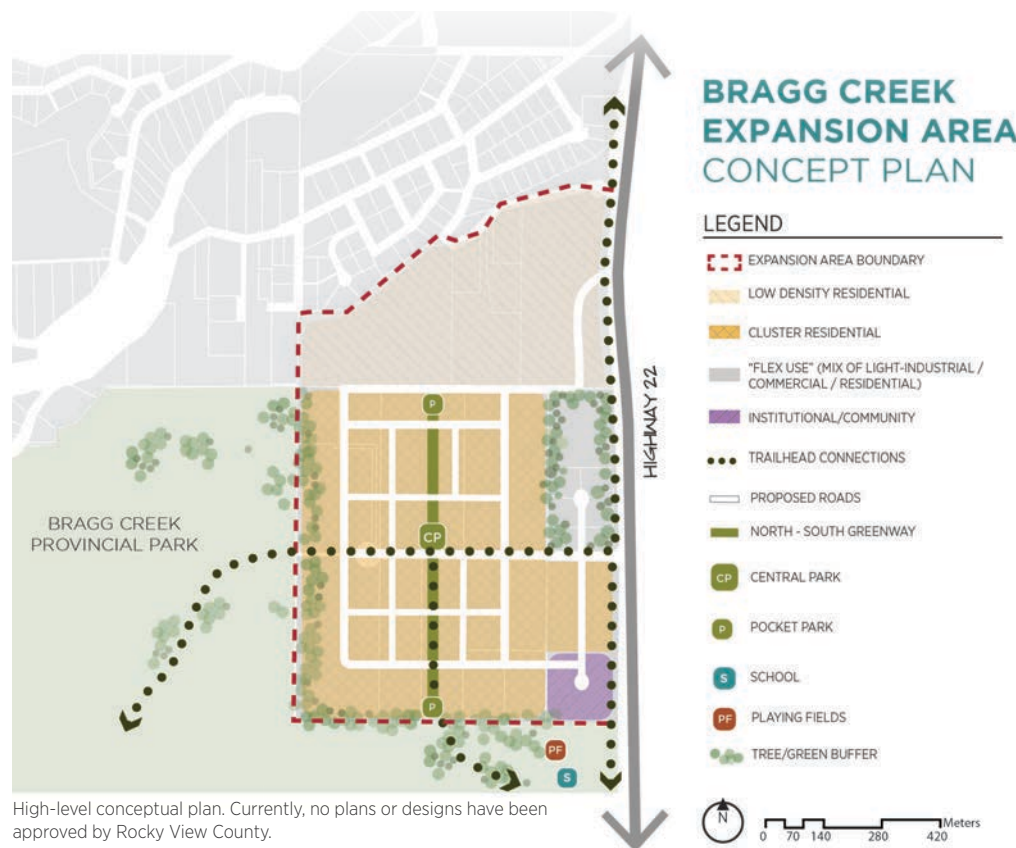 BRAGG CREEK
EXPANSION AREA
CONCEPT PLAN
LEGEND
EXPANSION AREA BOUNDARY
LOW DENSITY RESIDENTIAL
CLUSTER RESIDENTIAL
"FLEX USE" (MIX OF LIGHT-INDUSTRIAL /
COMMERCIAL / RESIDENTIAL)
INSTITUTIONAL/COMMUNITY
TRAILHEAD CONNECTIONS
PROPOSED ROADS
NORTH - SOUTH GREENWAY
CP CENTRAL PARK
P POCKET PARK
S SCHOOL
PF PLAYING FIELDS
TREE/GREEN BUFFER
N
Meters
0 70 140 280 420
HIGHWAY 22
P
CP
BRAGG CREEK
PROVINCIAL PARK
P
PF
S
High-level conceptual plan. Currently, no plans or designs have been
approved by Rocky View County.